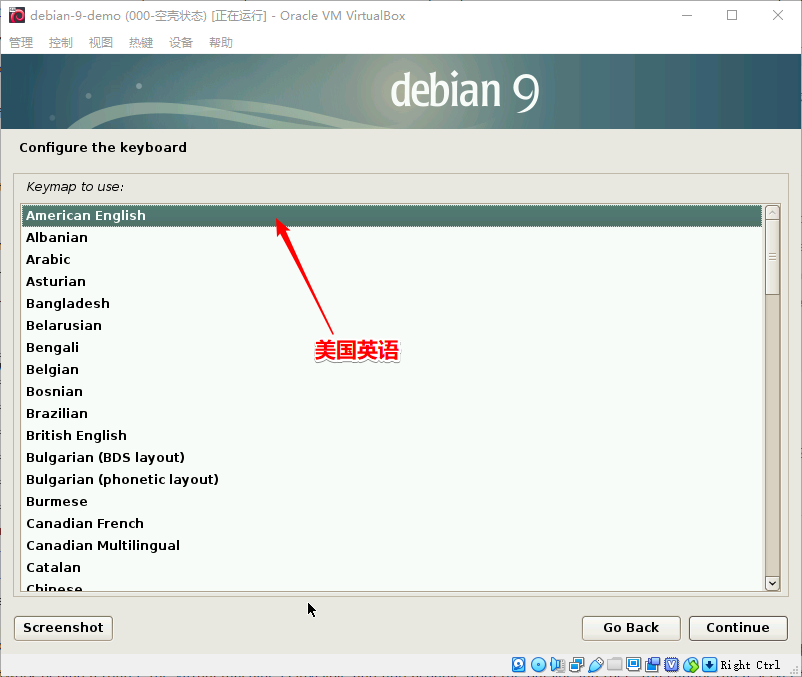 debian-9-demo (000-空壳状态) [正在运行] - Oracle VM VirtualBox
管理 控制 视图 热键 设备 帮助
debian 9
Configure the keyboard
Keymap to use:
American English
Albanian
Arabic
Asturian
Bangladesh
Belarusian
Bengali
美国英语
Belgian
Bosnian
Brazilian
British English
Bulgarian (BDS layout)
Bulgarian (phonetic layout)
Burmese
Canadian French
Canadian Multilingual
Catalan
Chinese
Screenshot Go Back Continue
Right Ctrl